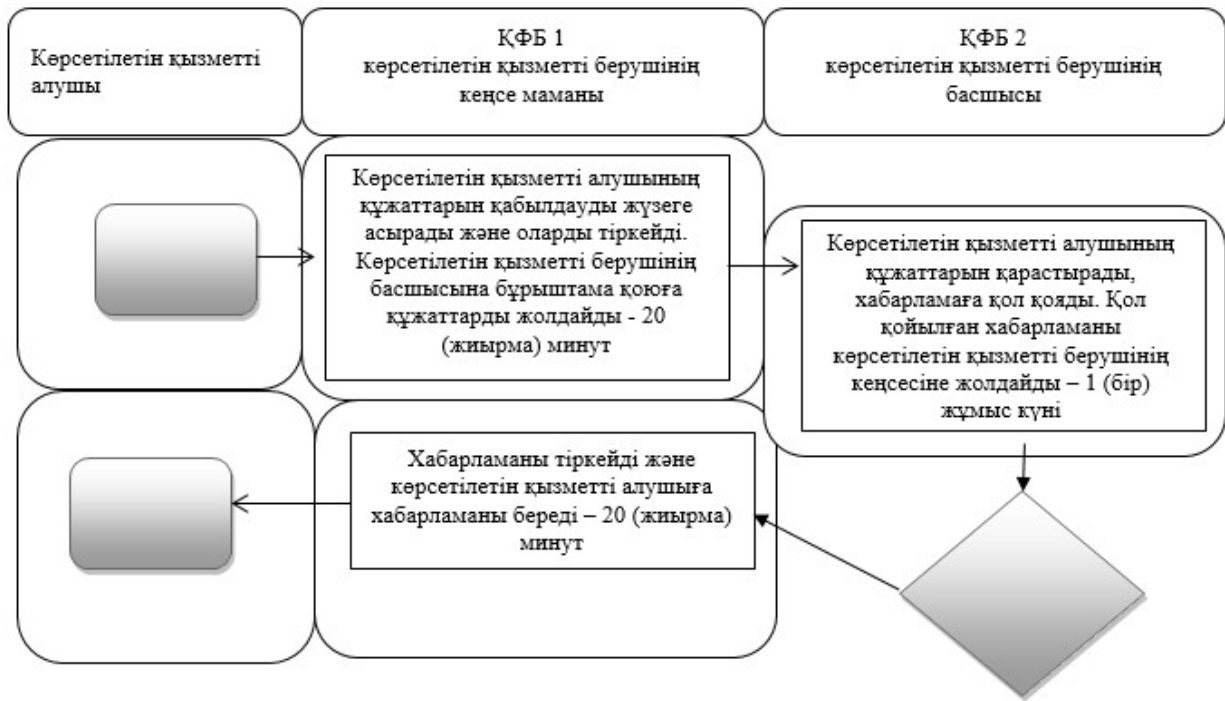 Көрсетілетін қызметті
алушы
ҚФБ 1
көрсетілетін қызметті берушінің
кеңсе маманы
ҚФБ 2
көрсетілетін қызметті берушінің
басшысы
Көрсетілетін қызметті алушының
құжаттарын қабылдауды жүзеге
асырады және оларды тіркейді.
Көрсетілетін қызметті берушінің
басшысына бұрыштама қоюға
құжаттарды жолдайды - 20
(жиырма) минут
Көрсетілетін қызметті алушының
құжаттарын қарастырады,
хабарламаға қол қояды. Қол
қойылған хабарламаны
көрсетілетін қызметті берушінің
кеңсесіне жолдайды – 1 (бір)
жұмыс күні
Хабарламаны тіркейді және
көрсетілетін қызметті алушыға
хабарламаны береді – 20 (жиырма)
минут